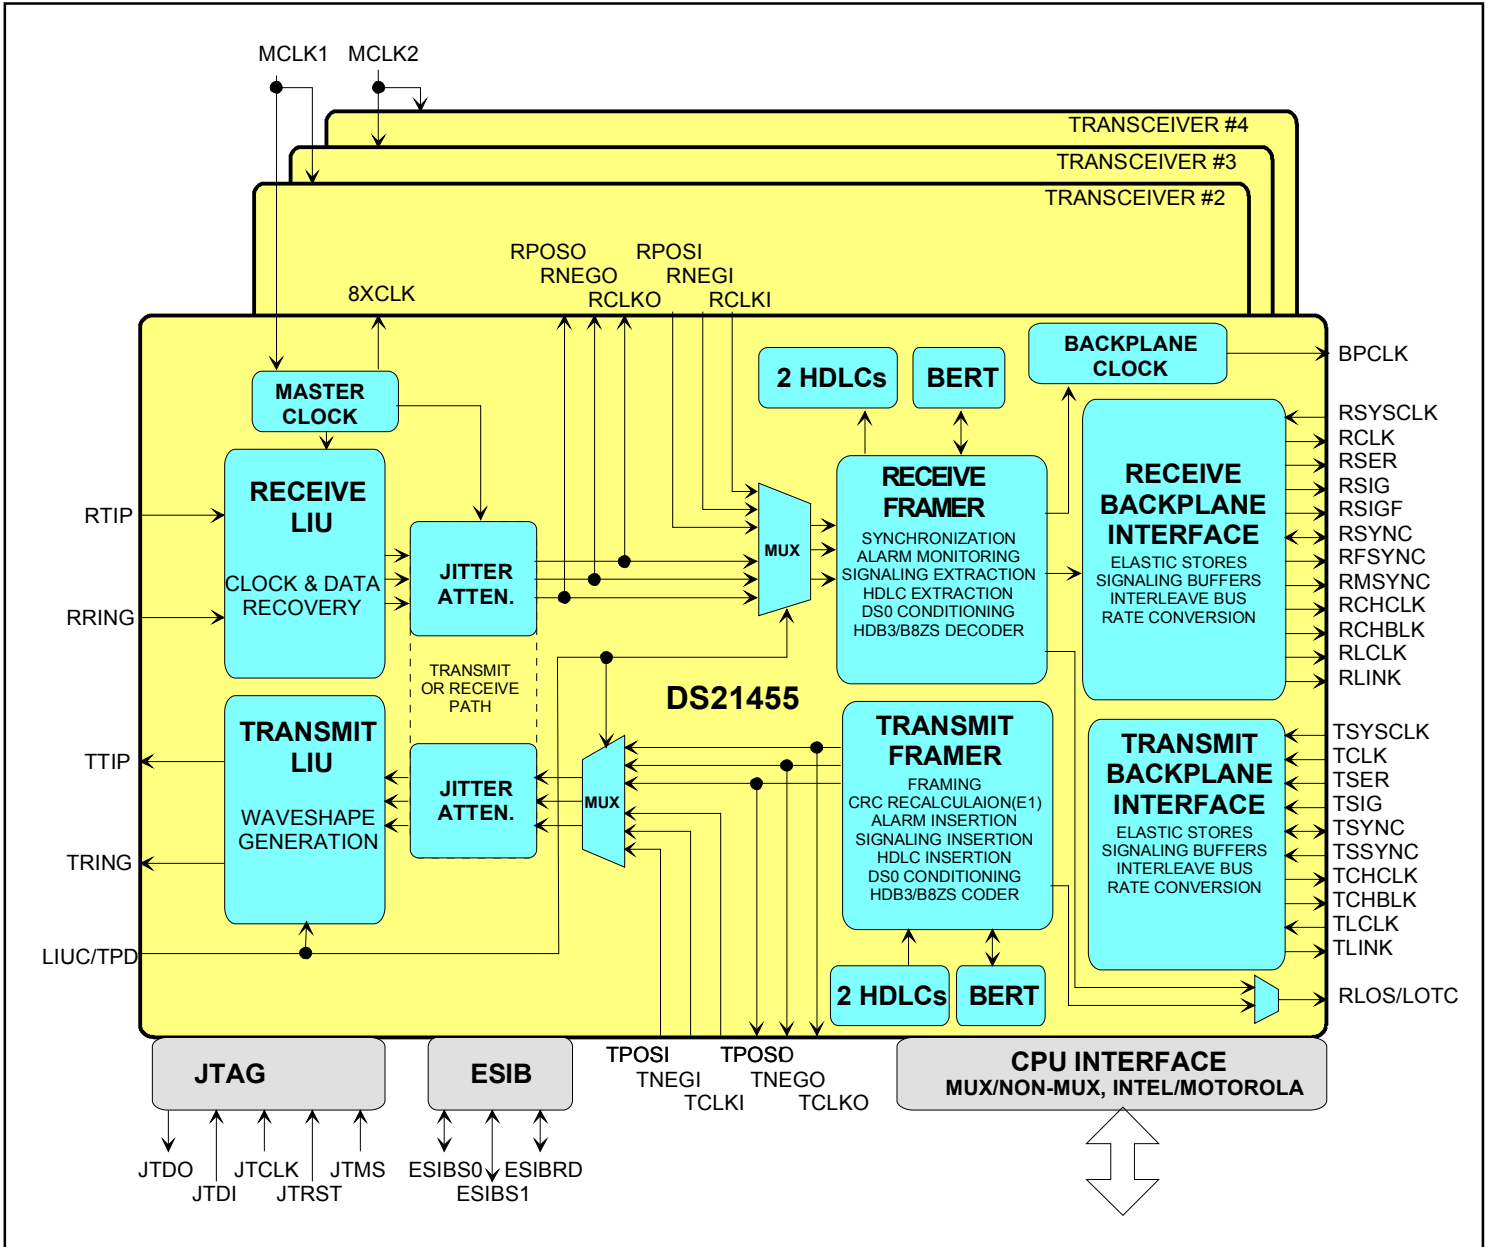 MCLK1
MCLK2
TRANSCEIVER #4
TRANSCEIVER #3
TRANSCEIVER #2
RPOSO
RNEGO
RCLKO
RPOSI
RNEGI
RCLKI
8XCLK
MASTER
CLOCK
2 HDLCs
BERT
BACKPLANE
CLOCK
BPCLK
RTIP
RRING
RECEIVE
LIU
CLOCK & DATA
RECOVERY
JITTER
ATTEN.
MUX
RECEIVE
FRAMER
SYNCHRONIZATION
ALARM MONITORING
SIGNALING EXTRACTION
HDLC EXTRACTION
DS0 CONDITIONING
HDB3/B8ZS DECODER
RECEIVE
BACKPLANE
INTERFACE
ELASTIC STORES
SIGNALING BUFFERS
INTERLEAVE BUS
RATE CONVERSION
RSYSCLK
RCLK
RSER
RSIG
RSIGF
RSYNC
RFSYNC
RMSYNC
RCHCLK
RCHBLK
RLCLK
RLINK
TRANSMIT
OR RECEIVE
PATH
DS21455
TTIP
TRING
LIUC/TPD
TRANSMIT
LIU
WAVESHAPE
GENERATION
JITTER
ATTEN.
MUX
TRANSMIT
FRAMER
FRAMING
CRC RECALCULAION(E1)
ALARM INSERTION
SIGNALING INSERTION
HDLC INSERTION
DS0 CONDITIONING
HDB3/B8ZS CODER
TRANSMIT
BACKPLANE
INTERFACE
ELASTIC STORES
SIGNALING BUFFERS
INTERLEAVE BUS
RATE CONVERSION
TSYSCLK
TCLK
TSER
TSIG
TSYNC
TSSYNC
TCHCLK
TCHBLK
TLCLK
TLINK
2 HDLCs
BERT
RLOS/LOTC
TPOSI
TNEGI
TCLKI
TPOSO
TNEGO
TCLKO
JTAG
ESIB
CPU INTERFACE
MUX/NON-MUX, INTEL/MOTOROLA
JTDO
JTDI
JTCLK
JTRST
JTMS
ESIBS0
ESIBS1
ESIBRD